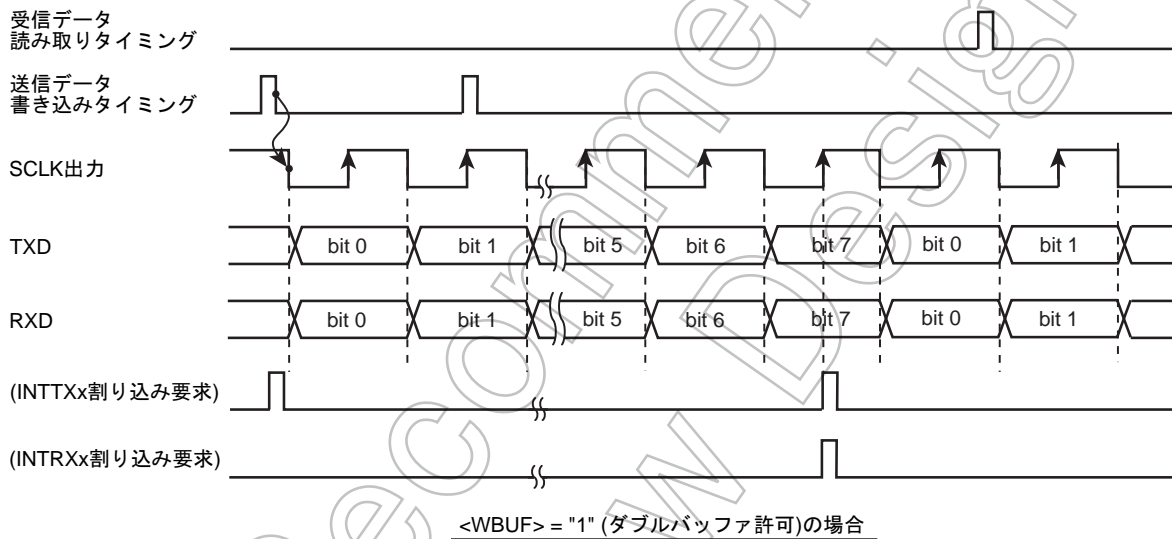 受信データ
読み取りタイミング
送信データ
書き込みタイミング
SCLK出力
TXD
bit 0
bit 1
bit 5
bit 6
bit 7
bit 0
bit 1
RXD
bit 0
bit 1
bit 5
bit 6
bit 7
bit 0
bit 1
(INTTXx割り込み要求)
(INTRXx割り込み要求)
<WBUF> = "1" (ダブルバッファ許可)の場合